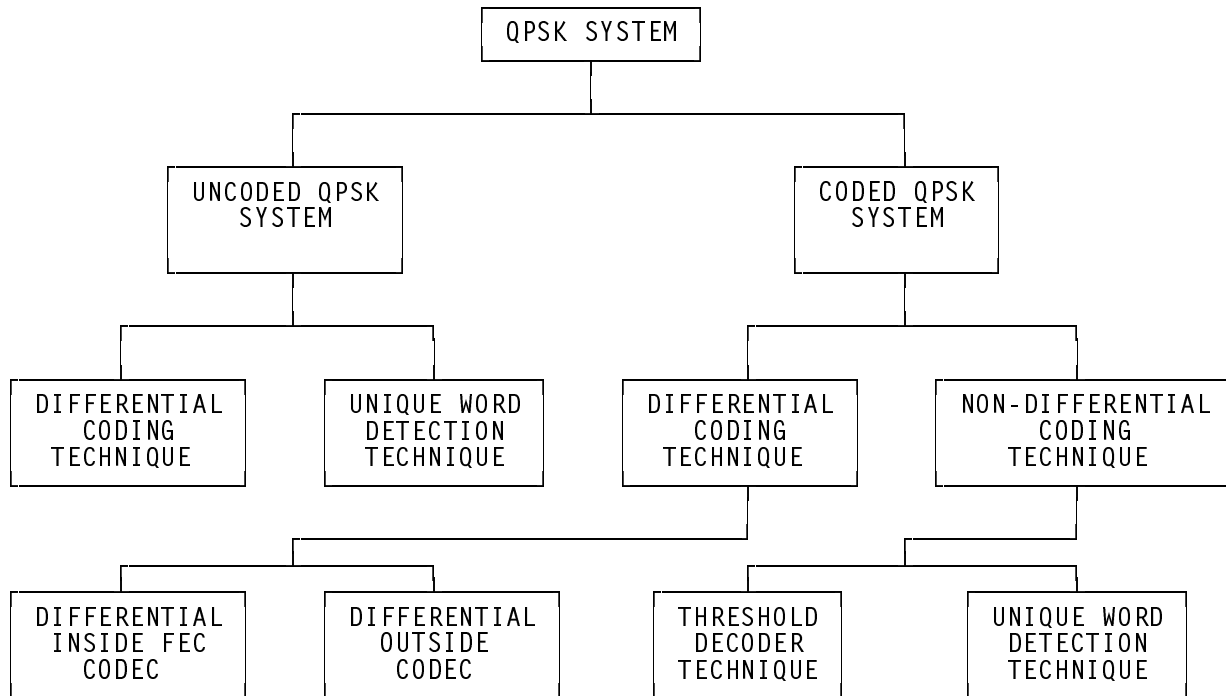 QPSK SYSTEM
UNCODED QPSK
SYSTEM
CODED QPSK
SYSTEM
DIFFERENTIAL
CODING
TECHNIQUE
UNIQUE WORD
DETECTION
TECHNIQUE
DIFFERENTIAL
CODING
TECHNIQUE
NON-DIFFERENTIAL
CODING
TECHNIQUE
DIFFERENTIAL
INSIDE FEC
CODEC
DIFFERENTIAL
OUTSIDE
CODEC
THRESHOLD
DECODER
TECHNIQUE
UNIQUE WORD
DETECTION
TECHNIQUE